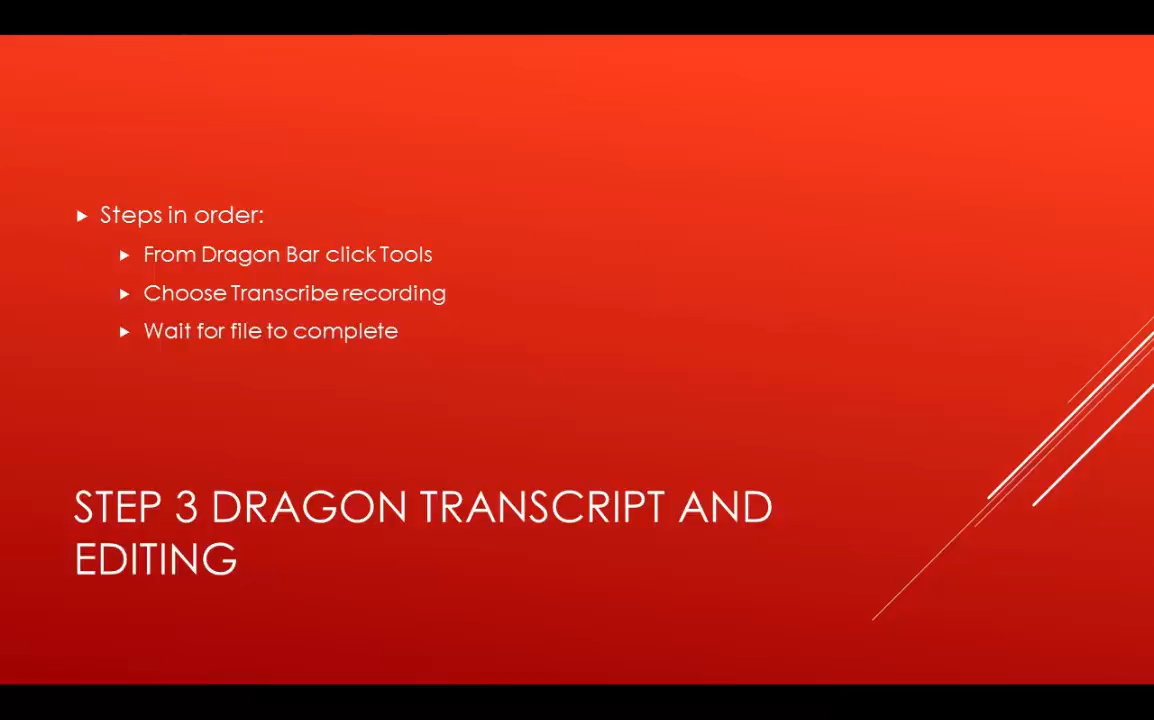 Steps in order:
From Dragon Bar click Tools
Choose Transcribe recording
Wait for file to complete
STEP 3 DRAGON TRANSCRIPT AND
EDITING